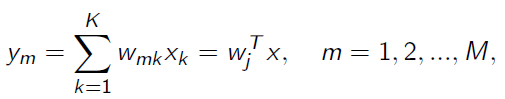 y_m = \sum_{k=1}^{K} w_{mk} x_k = w_j^T x, \quad m = 1, 2, ..., M,